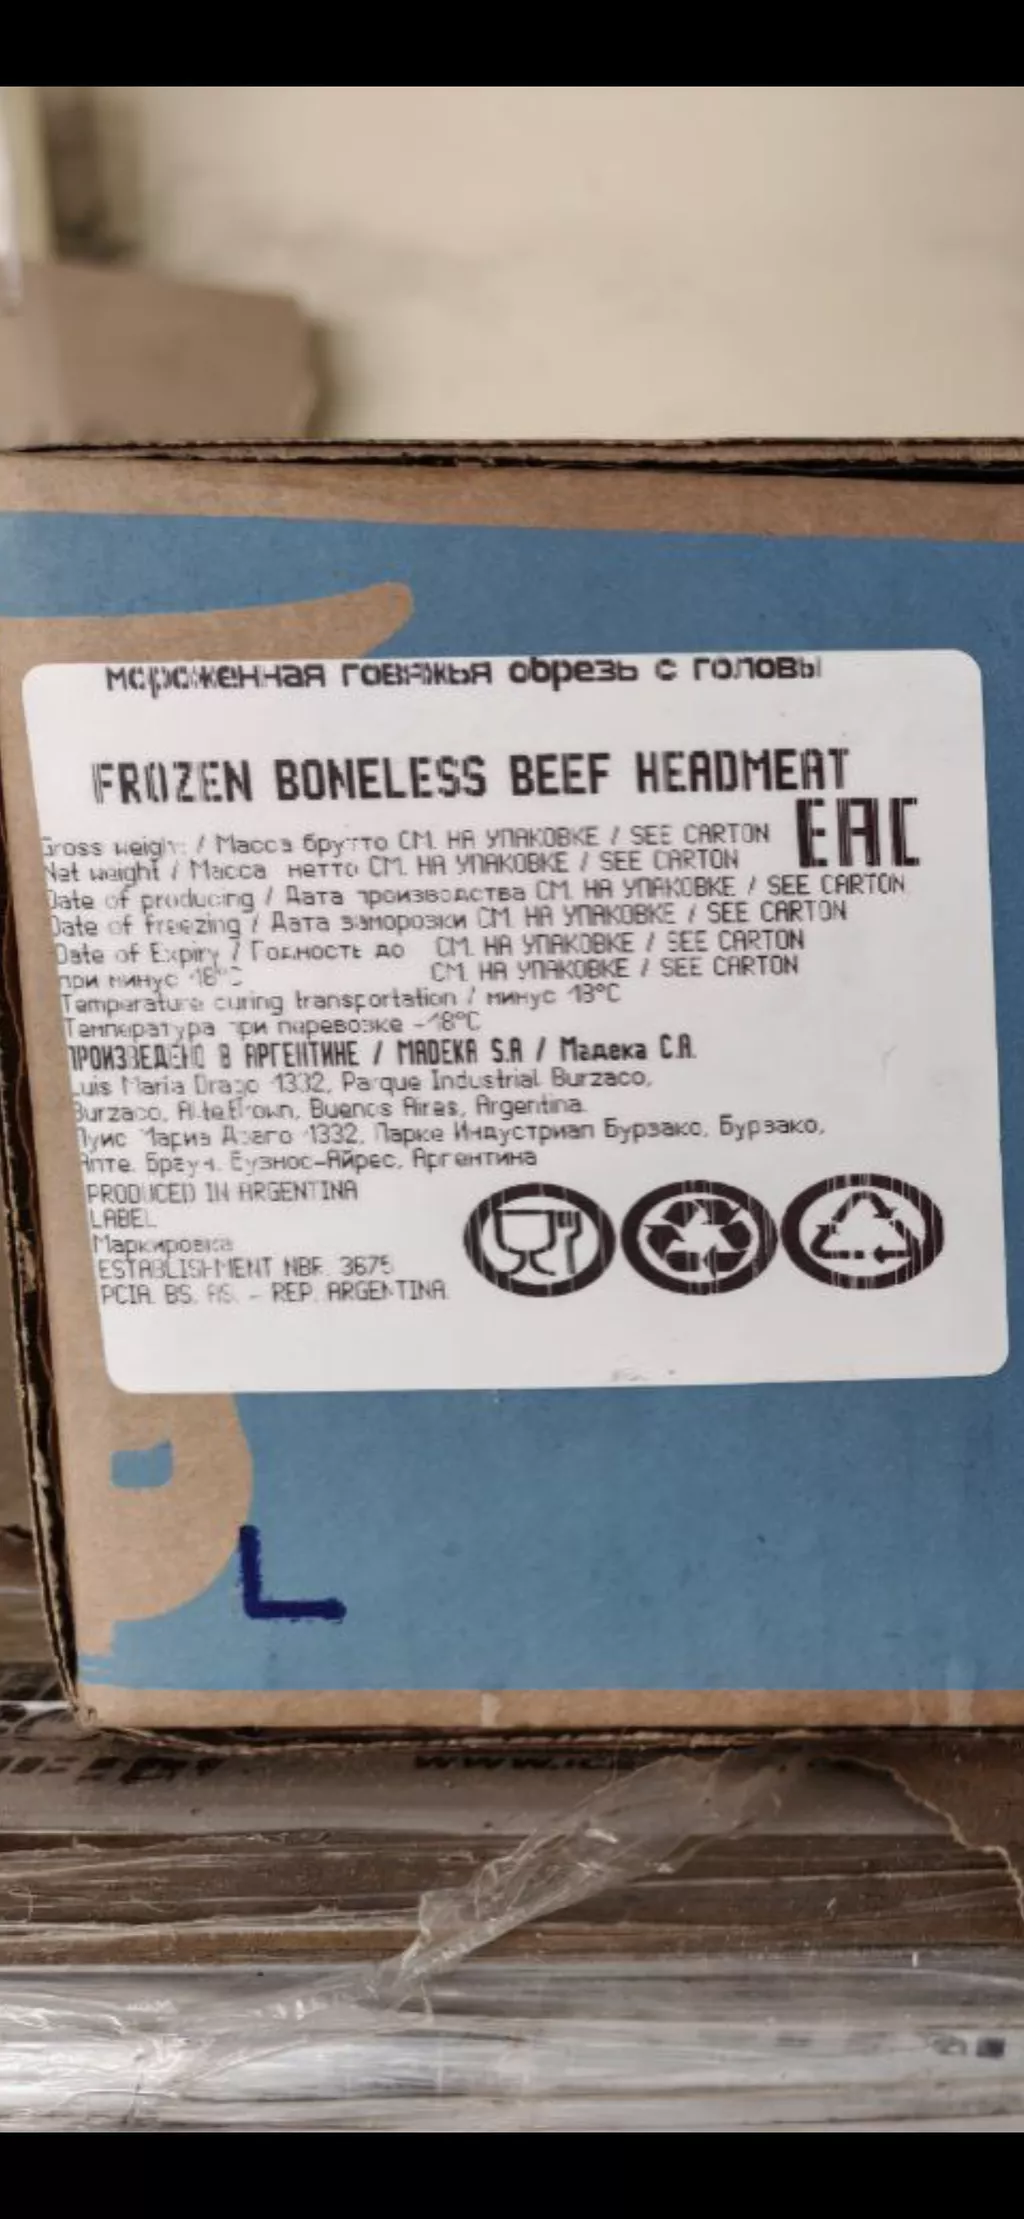 мороженная говяжья обрезь с головы
FROZEN BONELESS BEEF HEADMEAT
EAC
Gross weight / Масса брутто СМ. НА УПАКОВКЕ / SEE CARTON
Net weight / Масса нетто СМ. НА УПАКОВКЕ / SEE CARTON
Date of producing / Дата производства СМ. НА УПАКОВКЕ / SEE CARTON
Date of freezing / Дата заморозки СМ. НА УПАКОВКЕ / SEE CARTON
Date of Expiry / Годность до СМ. НА УПАКОВКЕ / SEE CARTON
при минус 18°C СМ. НА УПАКОВКЕ / SEE CARTON
Temperature during transportation / минус 18°C
Температура при перевозке -18°C
ПРОИЗВЕДЕНО В АРГЕНТИНЕ / MADEKA S.A / Мадека С.А.
Luis Maria Drago 1332, Parque Industrial Burzaco,
Burzaco, Alte.Brown, Buenos Aires, Argentina.
Луис Мариа Драго 1332, Парке Индустриал Бурзако, Бурзако,
Алте. Браун, Буэнос-Айрес, Аргентина
PRODUCED IN ARGENTINA
LABEL
Маркировка
ESTABLISHMENT NBR. 3675
PCIA. BS. AS. - REP. ARGENTINA.
L